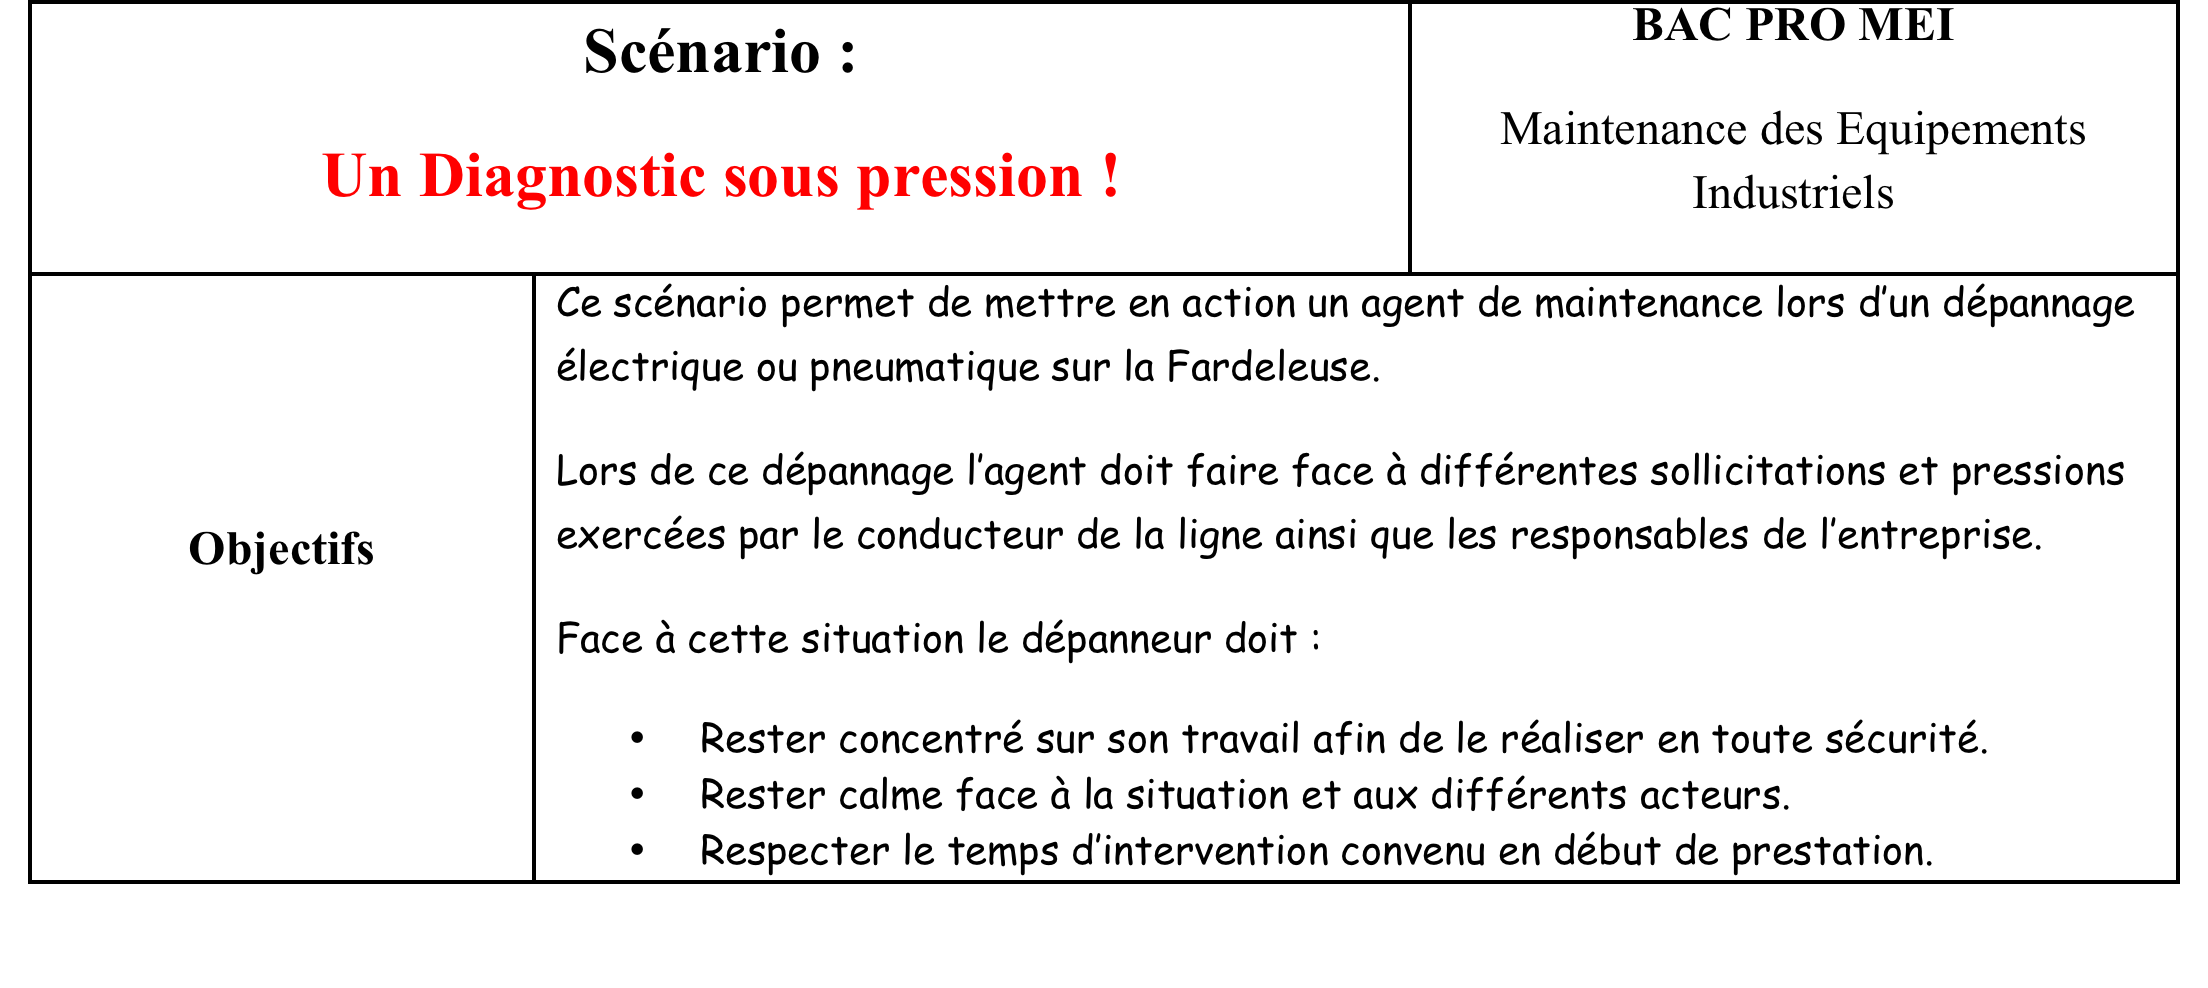 Scénario :
Un Diagnostic sous pression !
BAC PRO MEI
Maintenance des Equipements
Industriels
Objectifs
Ce scénario permet de mettre en action un agent de maintenance lors d’un dépannage
électrique ou pneumatique sur la Fardeleuse.
Lors de ce dépannage l’agent doit faire face à différentes sollicitations et pressions
exercées par le conducteur de la ligne ainsi que les responsables de l’entreprise.
Face à cette situation le dépanneur doit :
• Rester concentré sur son travail afin de le réaliser en toute sécurité.
• Rester calme face à la situation et aux différents acteurs.
• Respecter le temps d’intervention convenu en début de prestation.